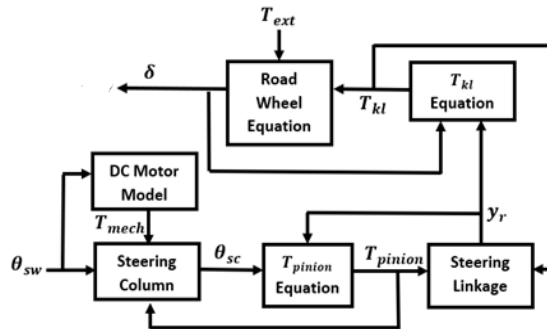 T_ext
δ
Road
Wheel
Equation
T_kl
T_kl
Equation
DC Motor
Model
T_mech
y_r
θ_sw
Steering
Column
θ_sc
T_pinion
Equation
T_pinion
Steering
Linkage